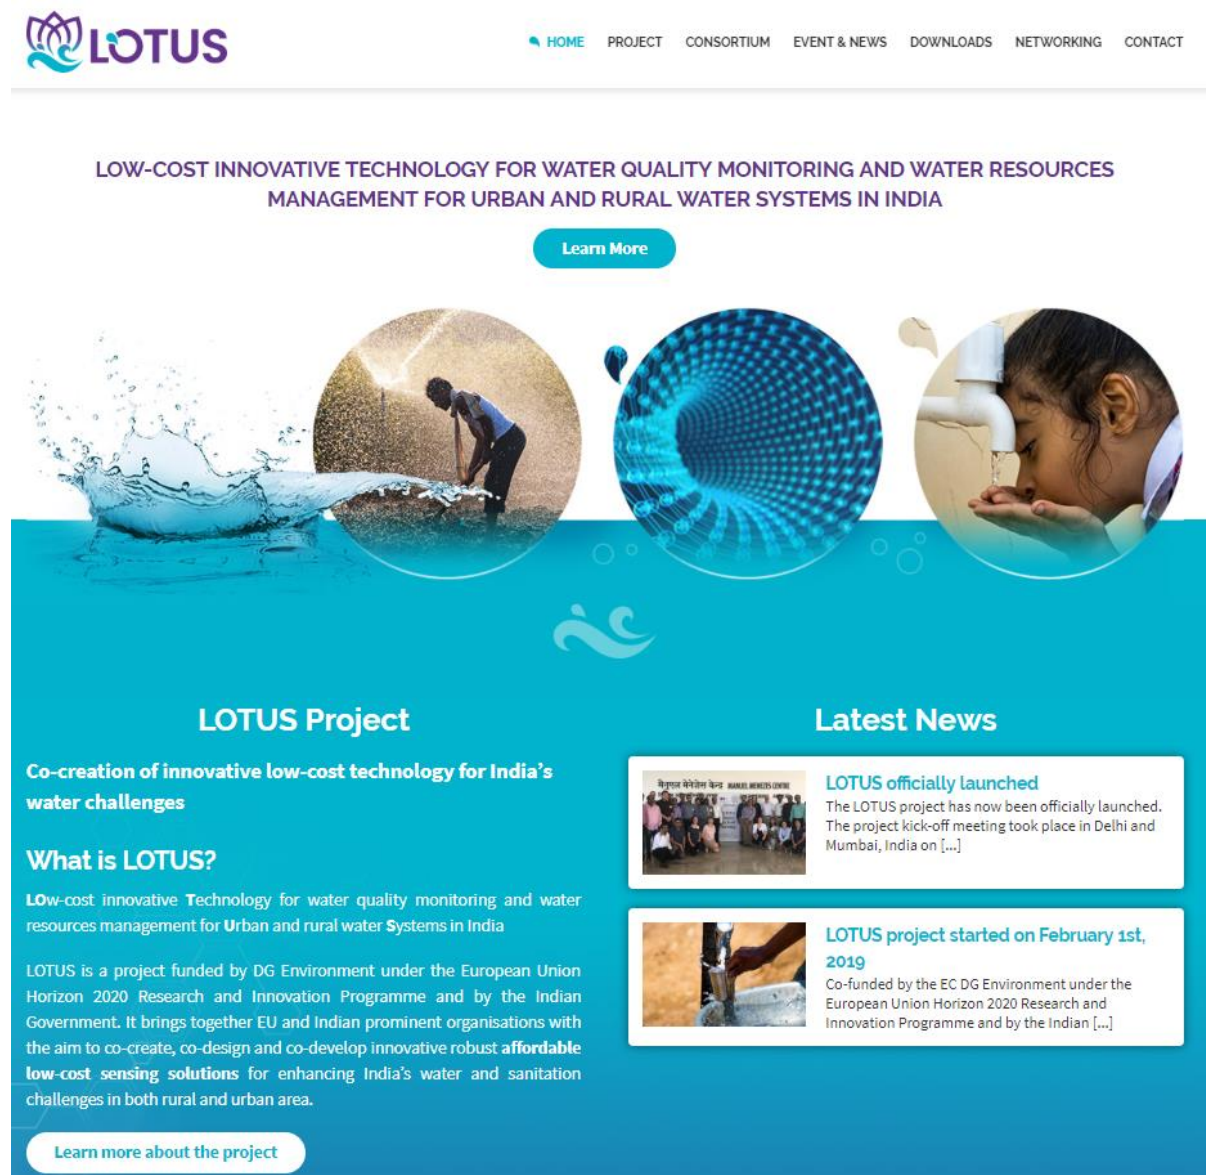 LOTUS
HOME PROJECT CONSORTIUM EVENT & NEWS DOWNLOADS NETWORKING CONTACT
LOW-COST INNOVATIVE TECHNOLOGY FOR WATER QUALITY MONITORING AND WATER RESOURCES
MANAGEMENT FOR URBAN AND RURAL WATER SYSTEMS IN INDIA
Learn More
LOTUS Project
Co-creation of innovative low-cost technology for India's
water challenges
What is LOTUS?
LOw-cost innovative Technology for water quality monitoring and water
resources management for Urban and rural water Systems in India
LOTUS is a project funded by DG Environment under the European Union
Horizon 2020 Research and Innovation Programme and by the Indian
Government. It brings together EU and Indian prominent organisations with
the aim to co-create, co-design and co-develop innovative robust affordable
low-cost sensing solutions for enhancing India's water and sanitation
challenges in both rural and urban area.
Learn more about the project
Latest News
मैनुएल मेनेजेस केन्द्र MANUEL MENEZES CENTRE
LOTUS officially launched
The LOTUS project has now been officially launched.
The project kick-off meeting took place in Delhi and
Mumbai, India on [...]
LOTUS project started on February 1st,
2019
Co-funded by the EC DG Environment under the
European Union Horizon 2020 Research and
Innovation Programme and by the Indian [...]